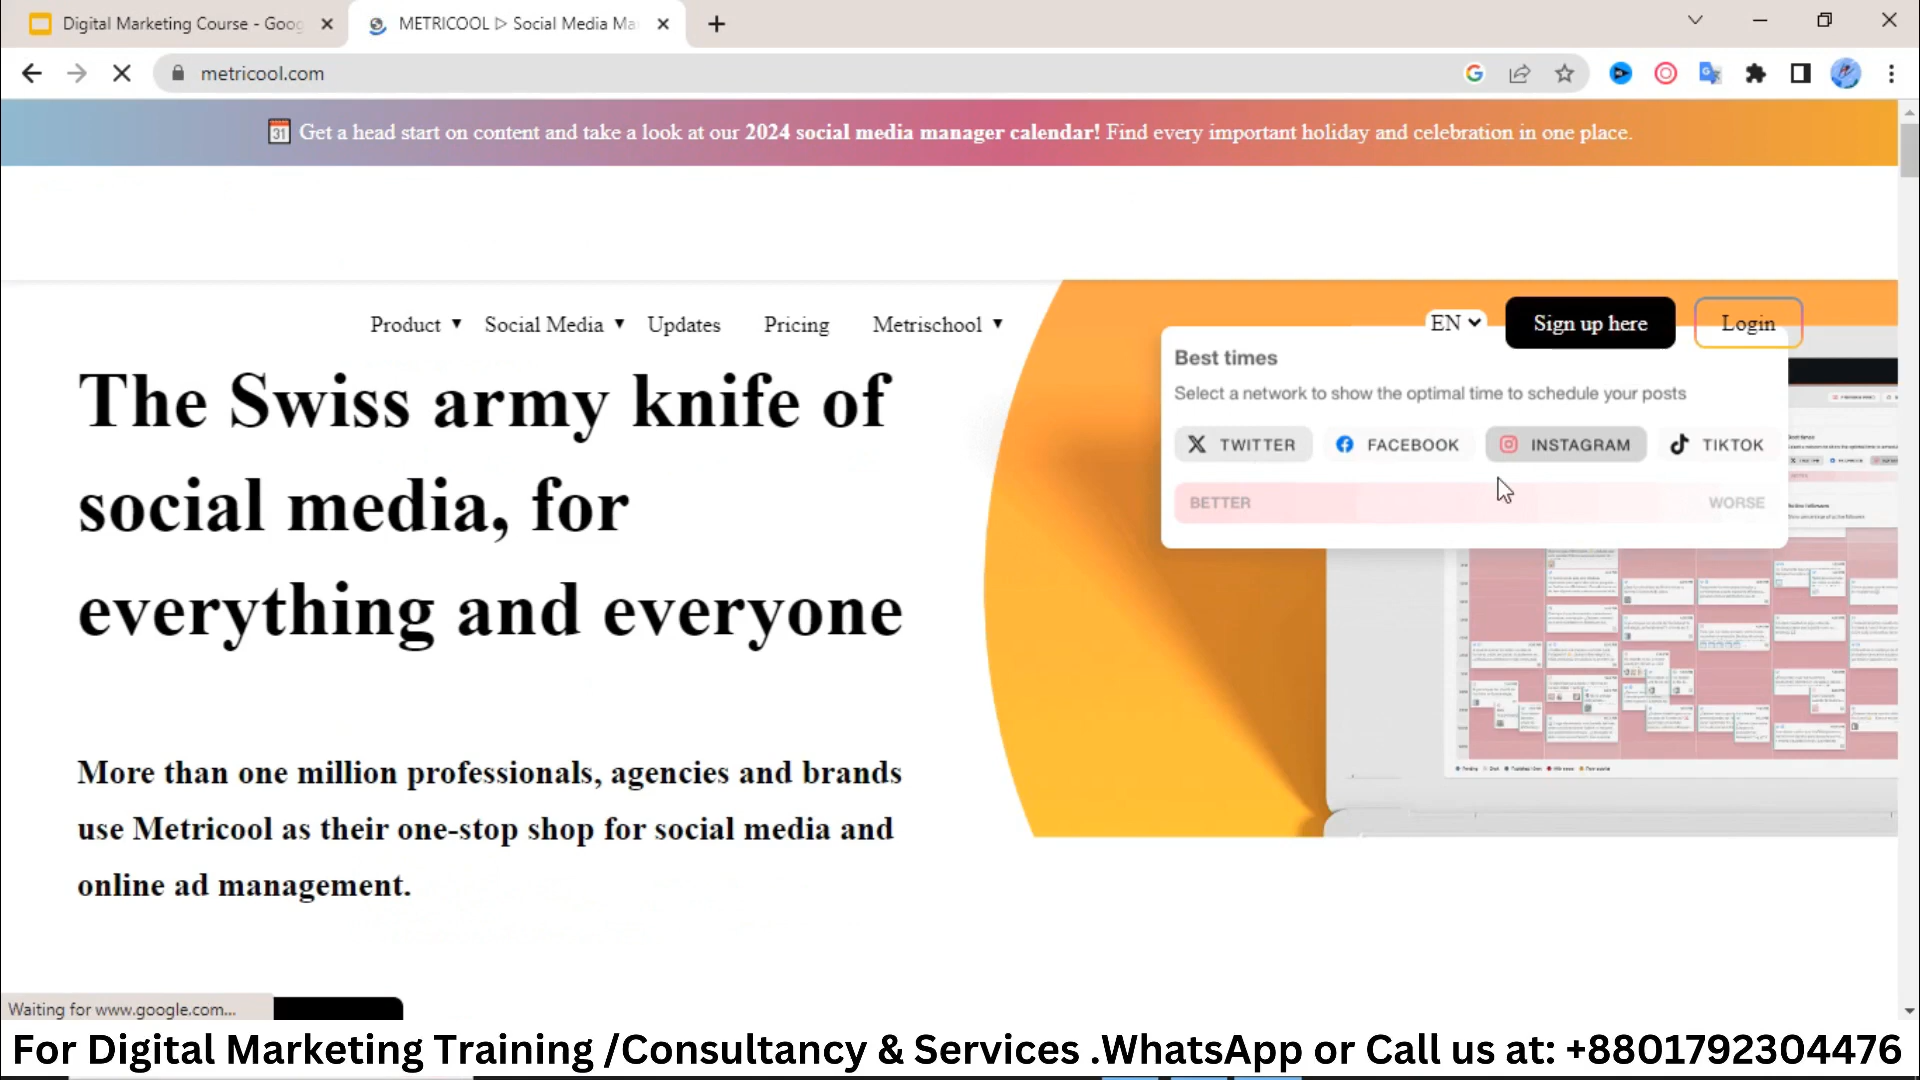 Digital Marketing Course - Goog
METRICOOL ▷ Social Media Ma
metricool.com
31 Get a head start on content and take a look at our 2024 social media manager calendar! Find every important holiday and celebration in one place.
Product ▼ Social Media ▼ Updates Pricing Metrischool ▼ EN Sign up here Login
The Swiss army knife of
social media, for
everything and everyone
More than one million professionals, agencies and brands
use Metricool as their one-stop shop for social media and
online ad management.
Best times
Select a network to show the optimal time to schedule your posts
TWITTER FACEBOOK INSTAGRAM TIKTOK
BETTER WORSE
Waiting for www.google.com...
For Digital Marketing Training /Consultancy & Services .WhatsApp or Call us at: +8801792304476